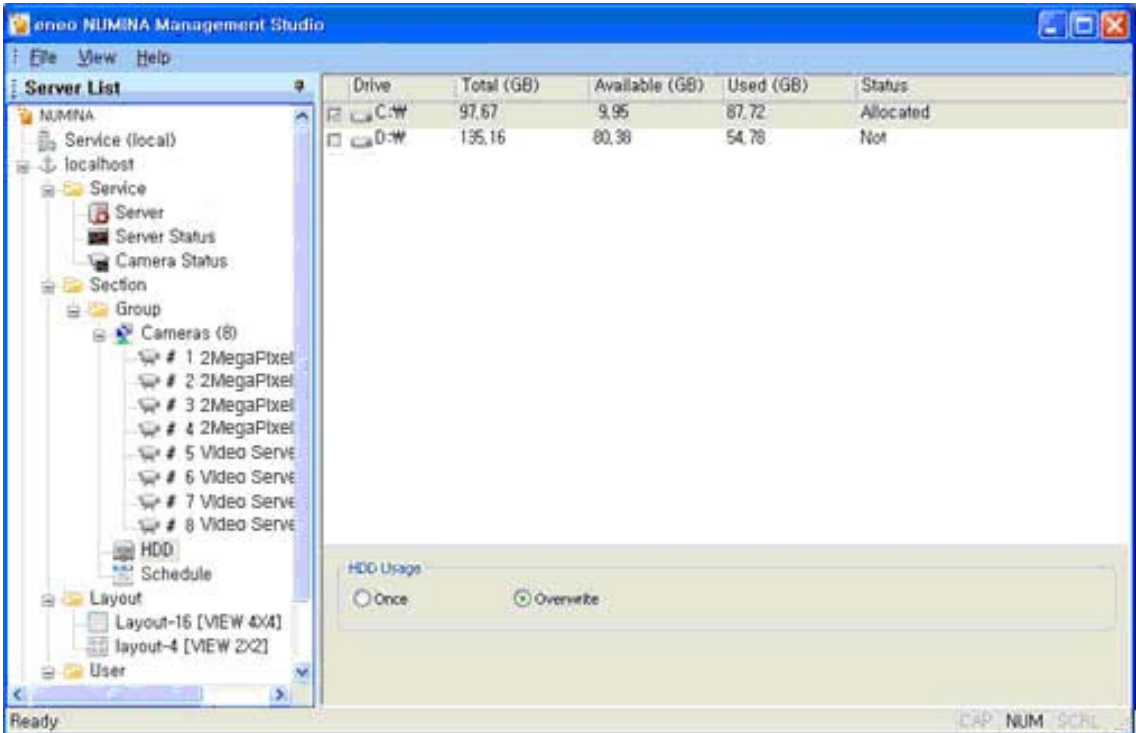 eneo NUMINA Management Studio
File View Help
Server List
NUMINA
Service (local)
localhost
Service
Server
Server Status
Camera Status
Section
Group
Cameras (8)
# 1 2MegaPixel
# 2 2MegaPixel
# 3 2MegaPixel
# 4 2MegaPixel
# 5 Video Serve
# 6 Video Serve
# 7 Video Serve
# 8 Video Serve
HDD
Schedule
Layout
Layout-16 [VIEW 4X4]
layout-4 [VIEW 2X2]
User
Drive Total (GB) Available (GB) Used (GB) Status
C:₩ 97,67 9,95 87,72 Allocated
D:₩ 135,16 80,38 54,78 Not
HDD Usage
Once Overwrite
Ready CAP NUM SCRL